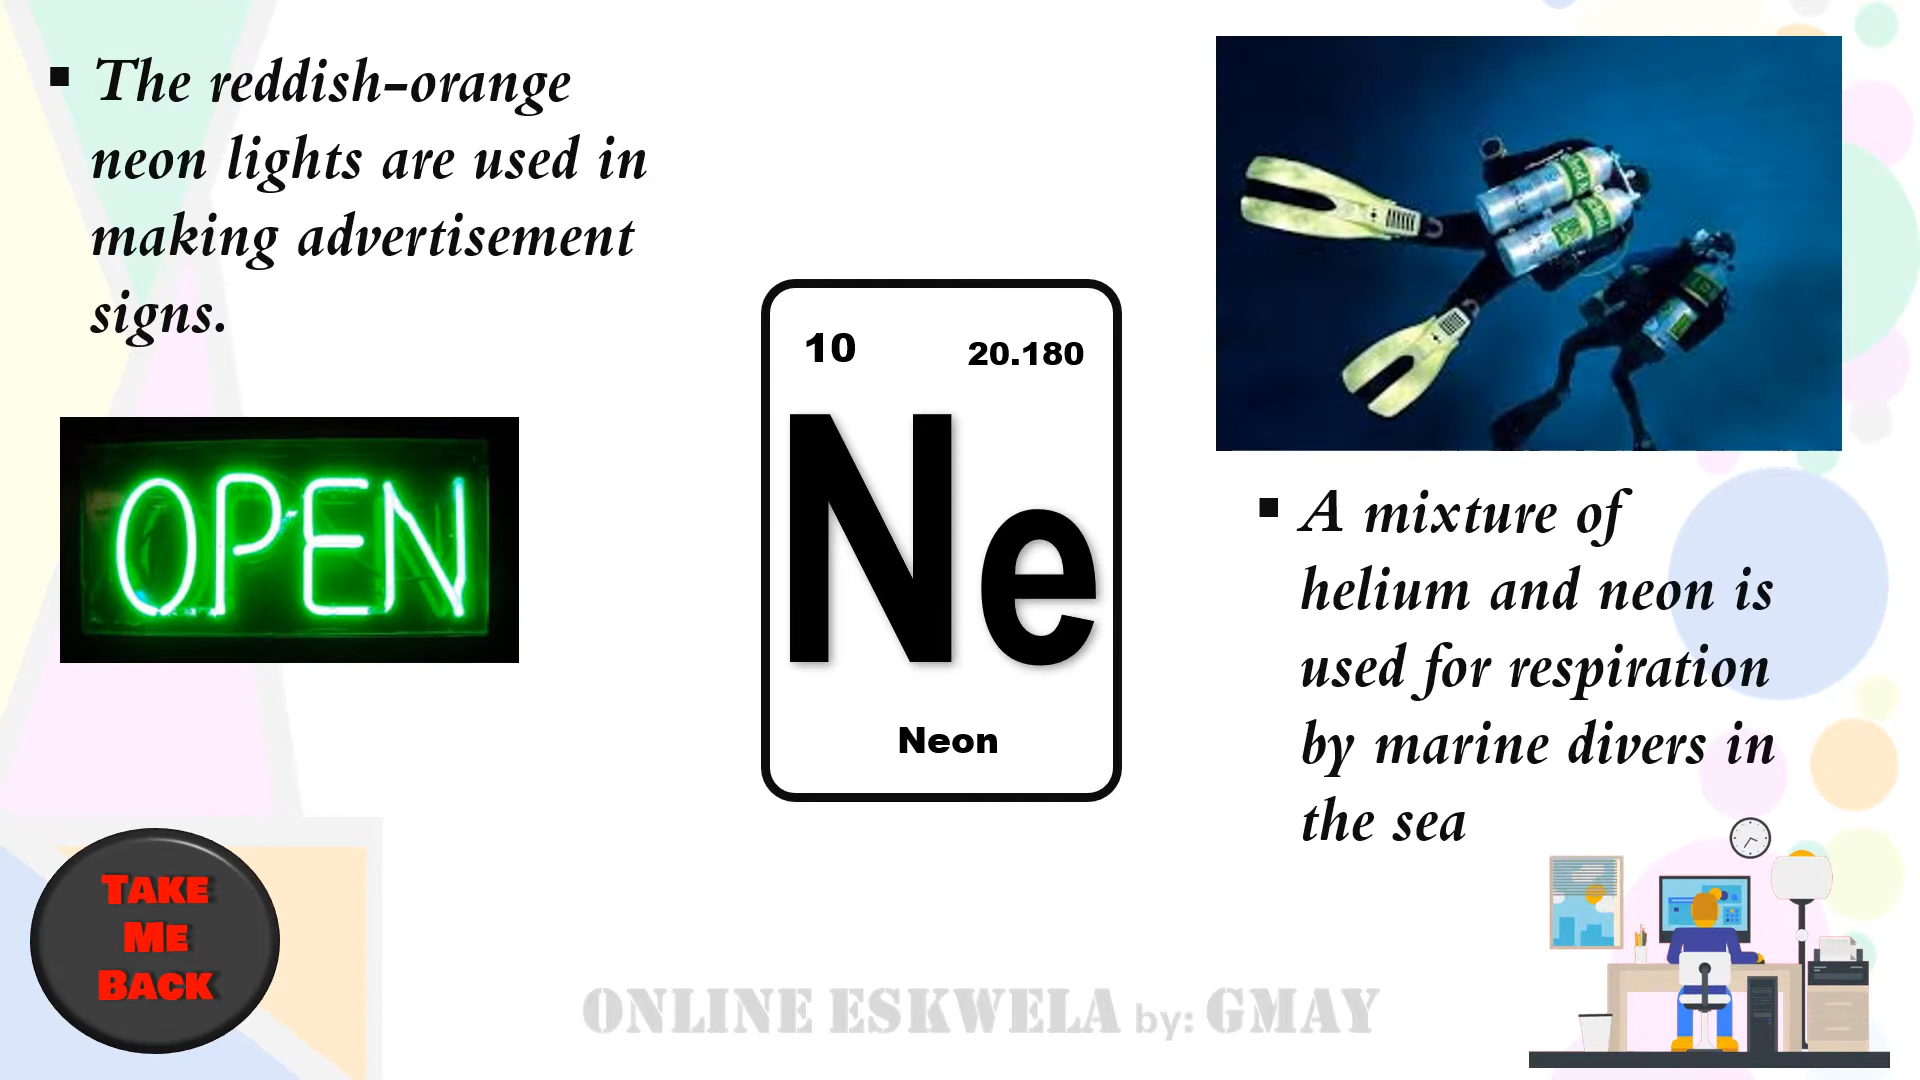 ▪ The reddish-orange
neon lights are used in
making advertisement
signs.
OPEN
10
20.180
Ne
Neon
▪ A mixture of
helium and neon is
used for respiration
by marine divers in
the sea
TAKE
ME
BACK
ONLINE ESKWELA by: GMAY